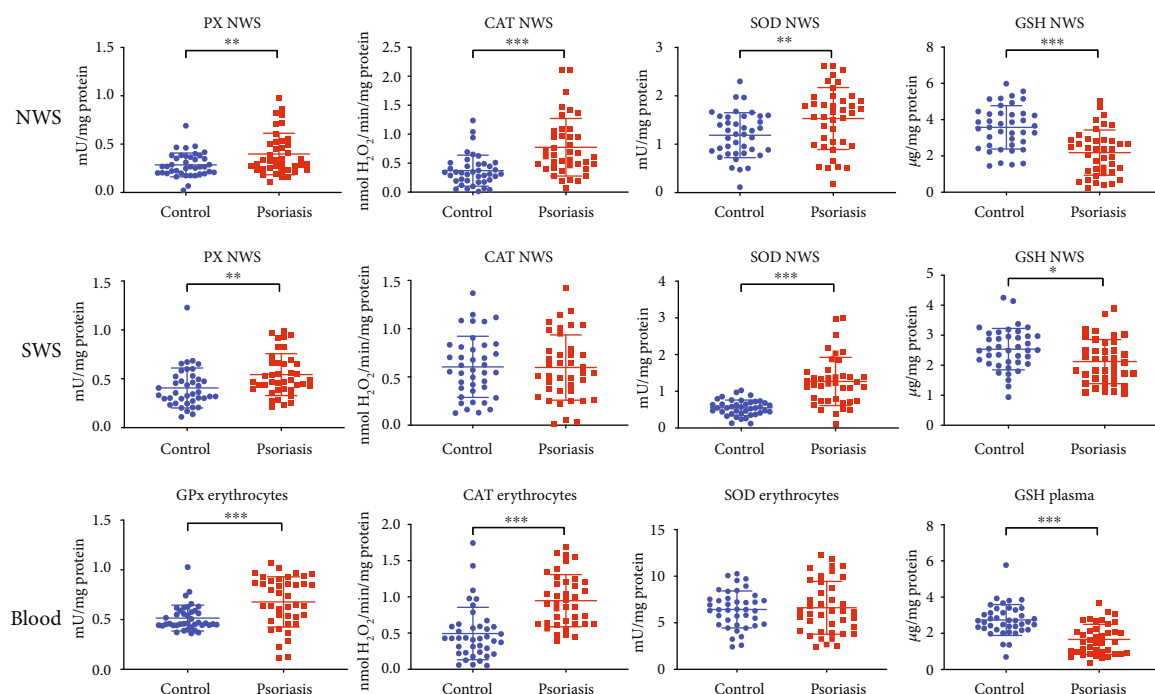 PX NWS
CAT NWS
SOD NWS
GSH NWS
NWS
mU/mg protein
1.5
1.0
0.5
0.0
**
Control
Psoriasis
nmol H₂O₂/min/mg protein
2.5
2.0
1.5
1.0
0.5
0.0
***
Control
Psoriasis
mU/mg protein
3
2
1
0
**
Control
Psoriasis
µg/mg protein
8
6
4
2
0
***
Control
Psoriasis
PX NWS
CAT NWS
SOD NWS
GSH NWS
SWS
mU/mg protein
1.5
1.0
0.5
0.0
**
Control
Psoriasis
nmol H₂O₂/min/mg protein
1.5
1.0
0.5
0.0
Control
Psoriasis
mU/mg protein
4
3
2
1
0
***
Control
Psoriasis
µg/mg protein
5
4
3
2
1
0
*
Control
Psoriasis
GPx erythrocytes
CAT erythrocytes
SOD erythrocytes
GSH plasma
Blood
mU/mg protein
1.5
1.0
0.5
0.0
***
Control
Psoriasis
nmol H₂O₂/min/mg protein
2.0
1.5
1.0
0.5
0.0
***
Control
Psoriasis
mU/mg protein
15
10
5
0
Control
Psoriasis
µg/mg protein
8
6
4
2
0
***
Control
Psoriasis